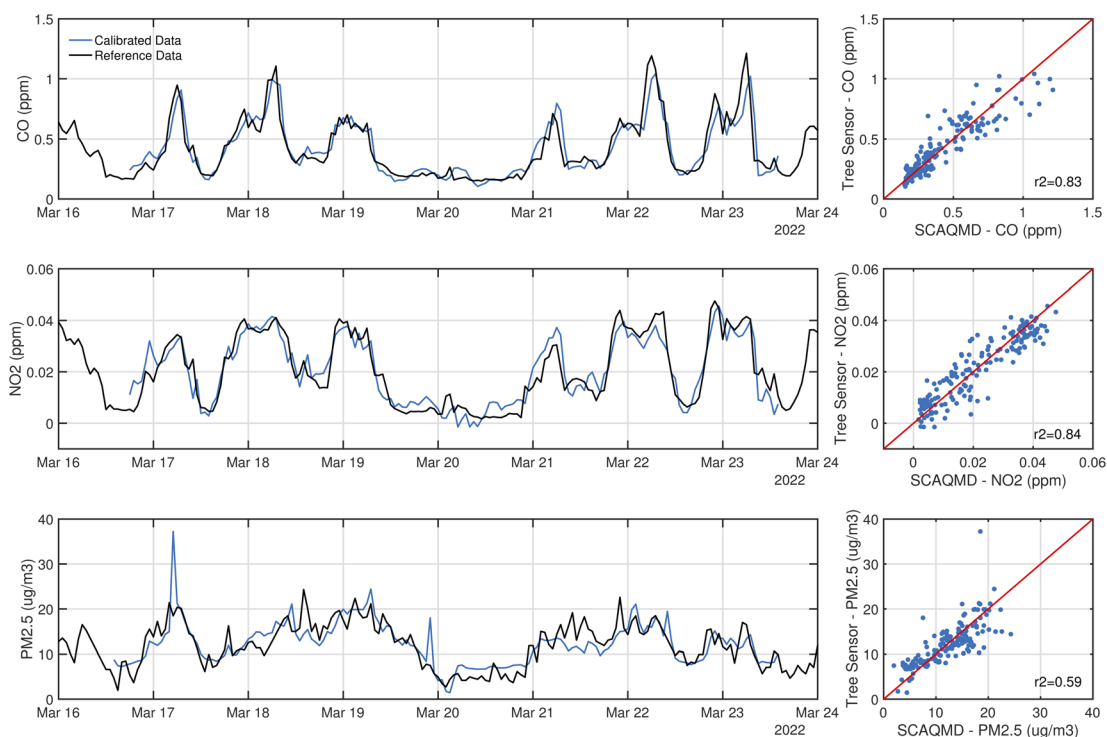 1.5
1
0.5
0
CO (ppm)
Calibrated Data
Reference Data
Mar 16 Mar 17 Mar 18 Mar 19 Mar 20 Mar 21 Mar 22 Mar 23 Mar 24
2022
1.5
1
0.5
0
Tree Sensor - CO (ppm)
r2=0.83
0 0.5 1 1.5
SCAQMD - CO (ppm)
0.06
0.04
0.02
0
NO2 (ppm)
Mar 16 Mar 17 Mar 18 Mar 19 Mar 20 Mar 21 Mar 22 Mar 23 Mar 24
2022
0.06
0.04
0.02
0
Tree Sensor - NO2 (ppm)
r2=0.84
0 0.02 0.04 0.06
SCAQMD - NO2 (ppm)
40
30
20
10
0
PM2.5 (ug/m3)
Mar 16 Mar 17 Mar 18 Mar 19 Mar 20 Mar 21 Mar 22 Mar 23 Mar 24
2022
40
30
20
10
0
Tree Sensor - PM2.5 (ug/m3)
r2=0.59
0 10 20 30 40
SCAQMD - PM2.5 (ug/m3)